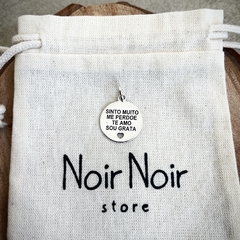 SINTO MUITO
ME PERDOE
TE AMO
SOU GRATA
Noir Noir
store